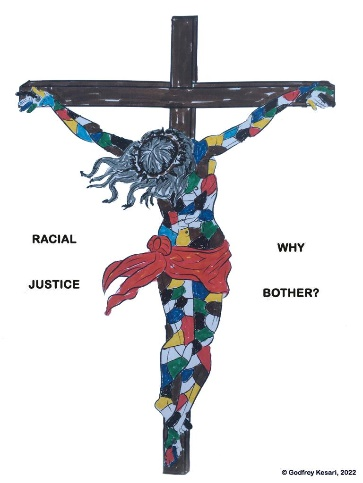 RACIAL
JUSTICE
WHY
BOTHER?
© Godfrey Kesari, 2022